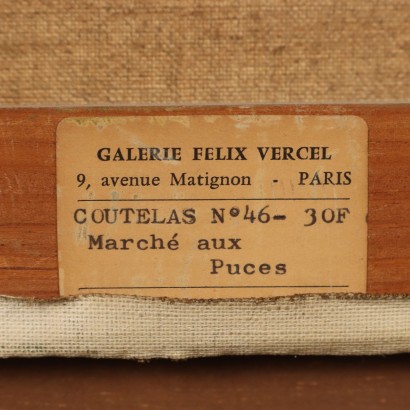 GALERIE FELIX VERCEL
9, avenue Matignon - PARIS
COUTELAS N°46- 30F
Marché aux
Puces